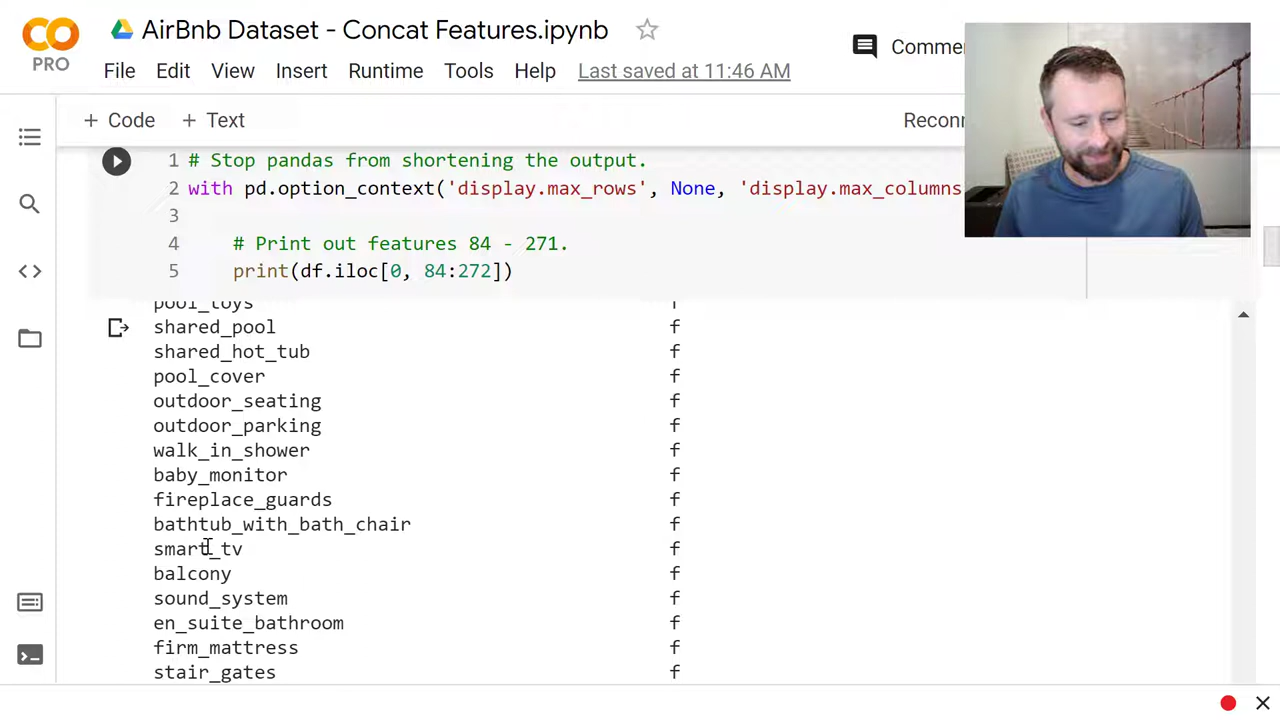 AirBnb Dataset - Concat Features.ipynb
PRO
File Edit View Insert Runtime Tools Help Last saved at 11:46 AM
+ Code + Text
1 # Stop pandas from shortening the output.
2 with pd.option_context('display.max_rows', None, 'display.max_columns
3
4 # Print out features 84 - 271.
5 print(df.iloc[0, 84:272])
pool_toys f
shared_pool f
shared_hot_tub f
pool_cover f
outdoor_seating f
outdoor_parking f
walk_in_shower f
baby_monitor f
fireplace_guards f
bathtub_with_bath_chair f
smart_tv f
balcony f
sound_system f
en_suite_bathroom f
firm_mattress f
stair_gates f